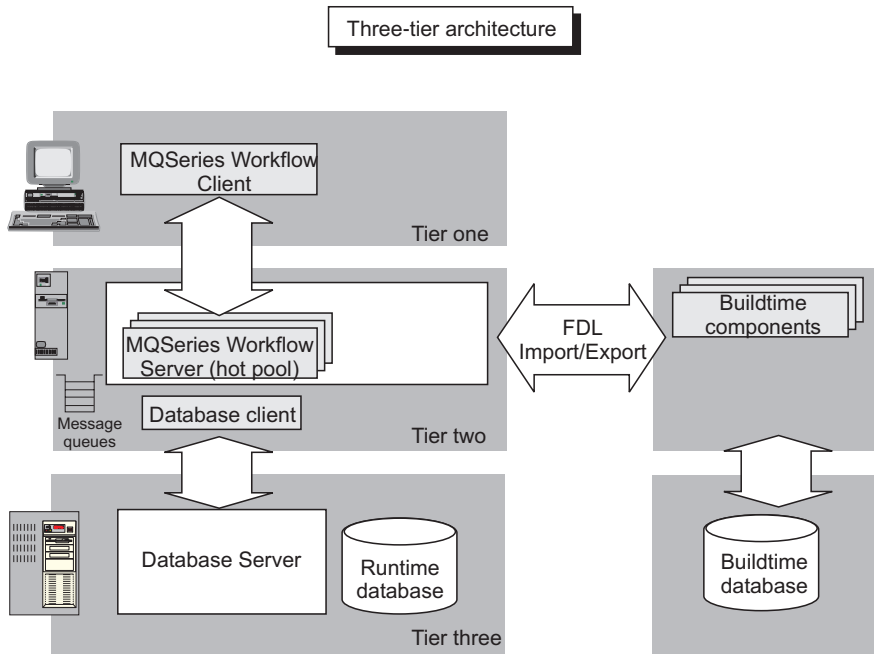 Three-tier architecture
MQSeries Workflow
Client
Tier one
MQSeries Workflow
Server (hot pool)
Message
queues
Database client
Tier two
FDL
Import/Export
Buildtime
components
Database Server
Runtime
database
Tier three
Buildtime
database